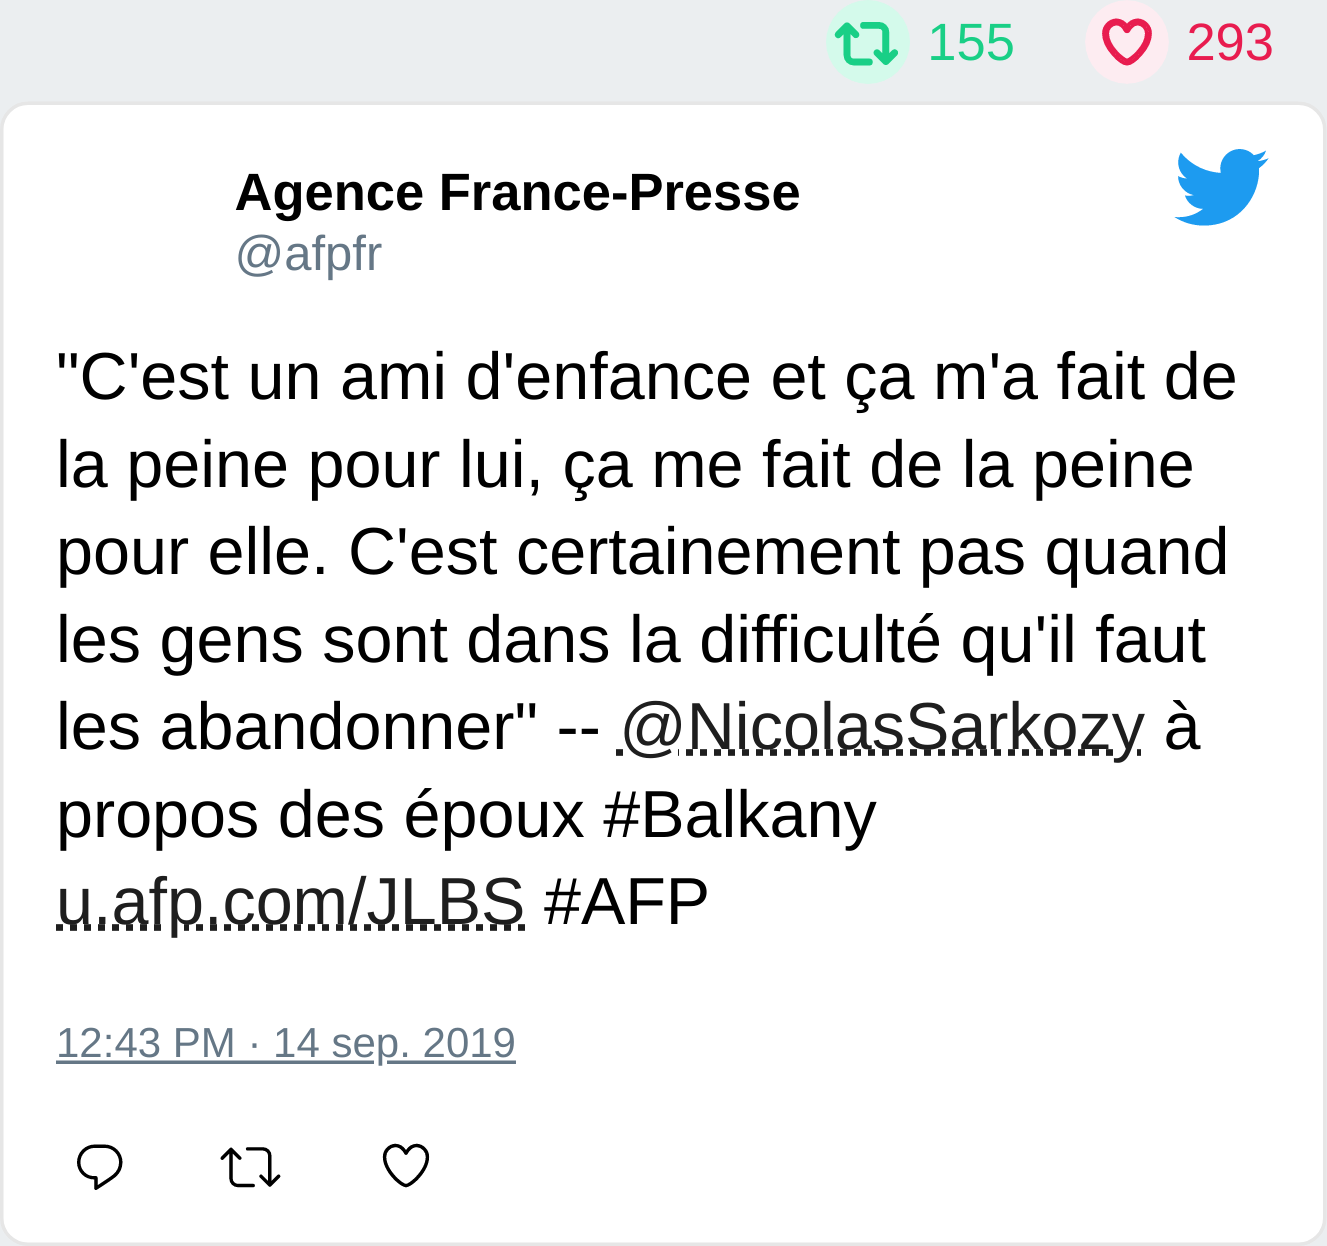 155 293
Agence France-Presse
@afpfr
"C'est un ami d'enfance et ça m'a fait de
la peine pour lui, ça me fait de la peine
pour elle. C'est certainement pas quand
les gens sont dans la difficulté qu'il faut
les abandonner" -- @NicolasSarkozy à
propos des époux #Balkany
u.afp.com/JLBS #AFP
12:43 PM · 14 sep. 2019